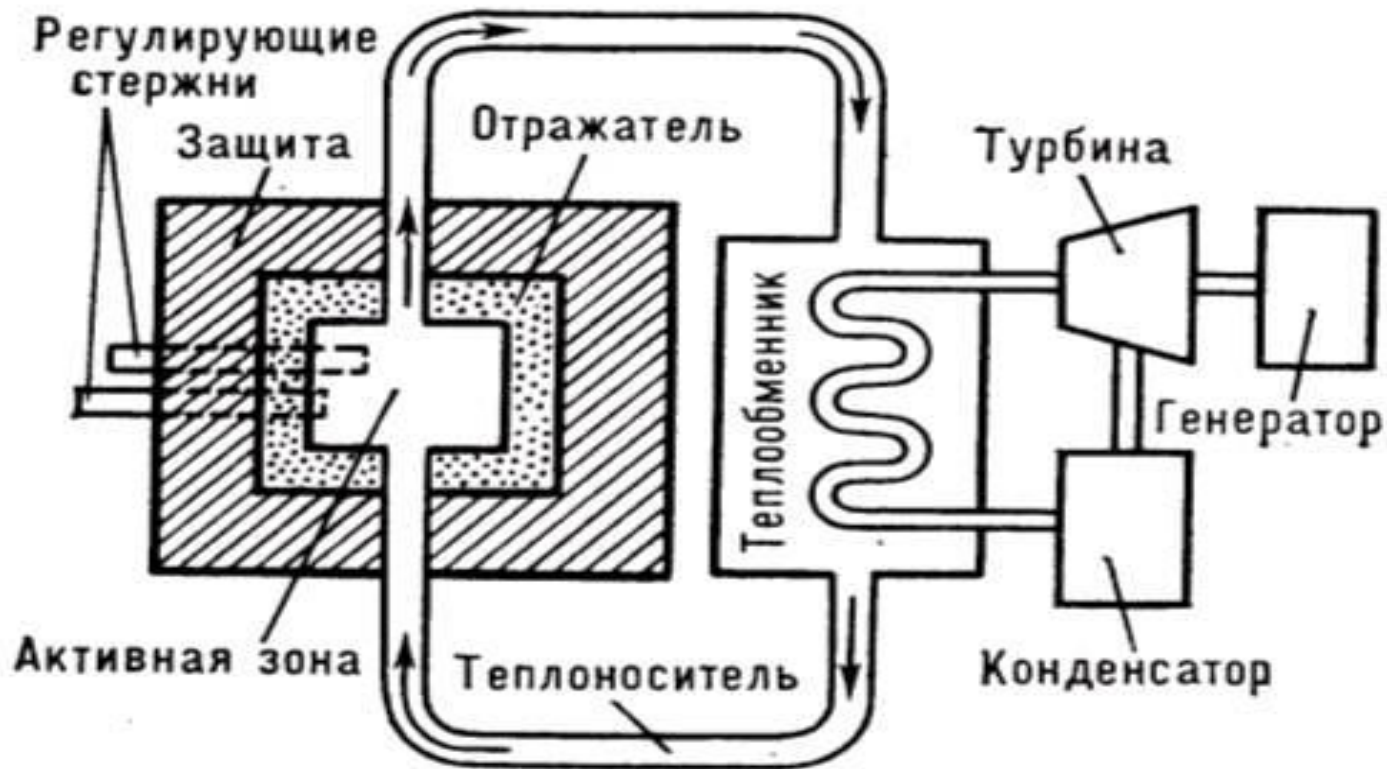 Регулирующие
стержни
Защита
Отражатель
Турбина
Теплообменник
Генератор
Активная зона
Теплоноситель
Конденсатор